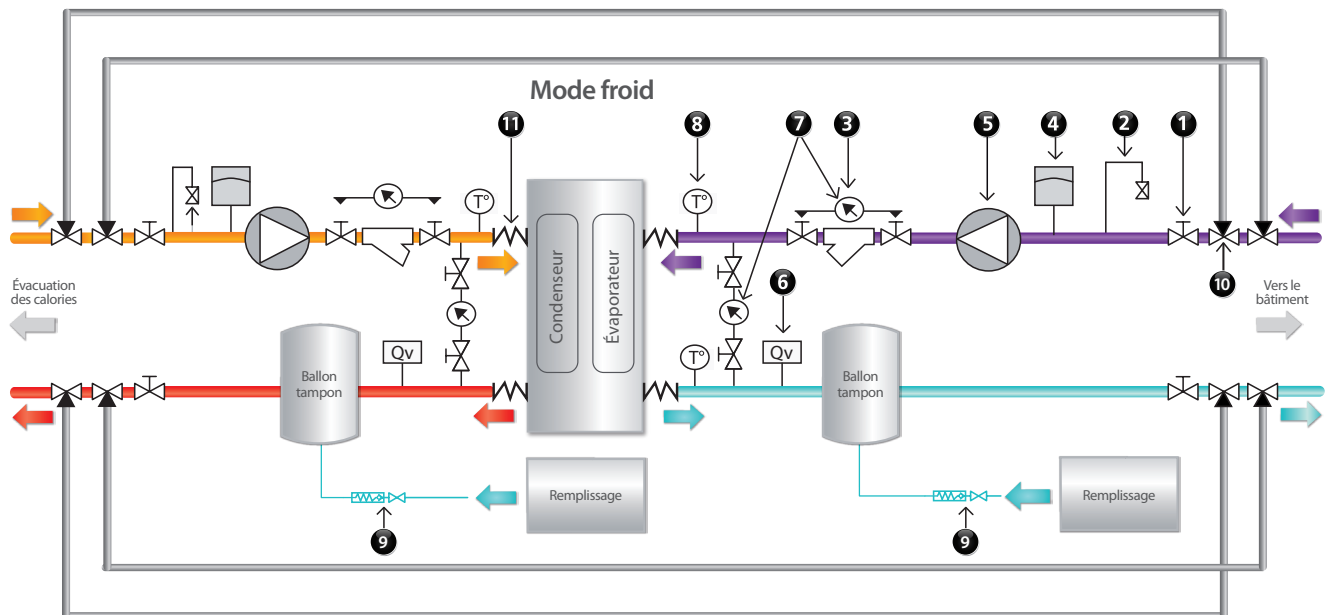 Mode froid
11
8
7
3
5
4
2
1
T°
T°
Évacuation
des calories
Condenseur
Évaporateur
6
10
Vers le
bâtiment
Qv
T°
Qv
Ballon
tampon
Ballon
tampon
Remplissage
Remplissage
9
9